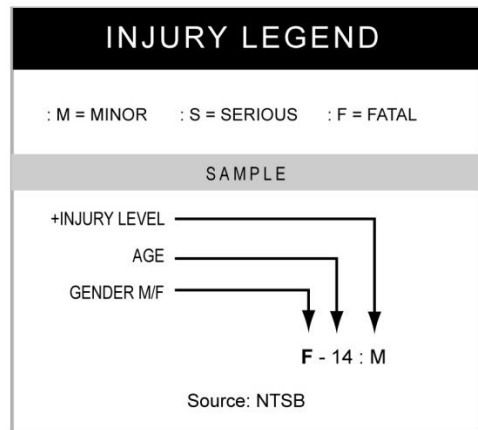 INJURY LEGEND
: M = MINOR : S = SERIOUS : F = FATAL
SAMPLE
+INJURY LEVEL
AGE
GENDER M/F
F - 14 : M
Source: NTSB